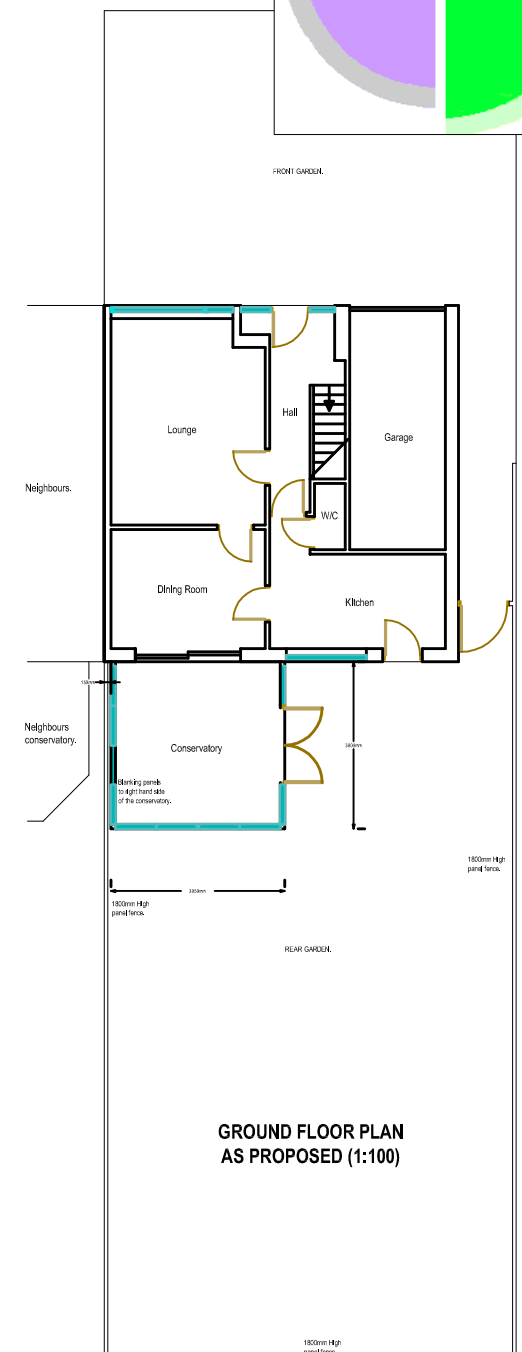 FRONT GARDEN.
Lounge
Hall
Garage
Neighbours.
W/C
Dining Room
Kitchen
Neighbours
conservatory.
Conservatory
Blanking panels
to right hand side
of the conservatory.
1800mm High
panel fence.
1800mm High
panel fence.
REAR GARDEN.
GROUND FLOOR PLAN
AS PROPOSED (1:100)
1800mm High
panel fence.